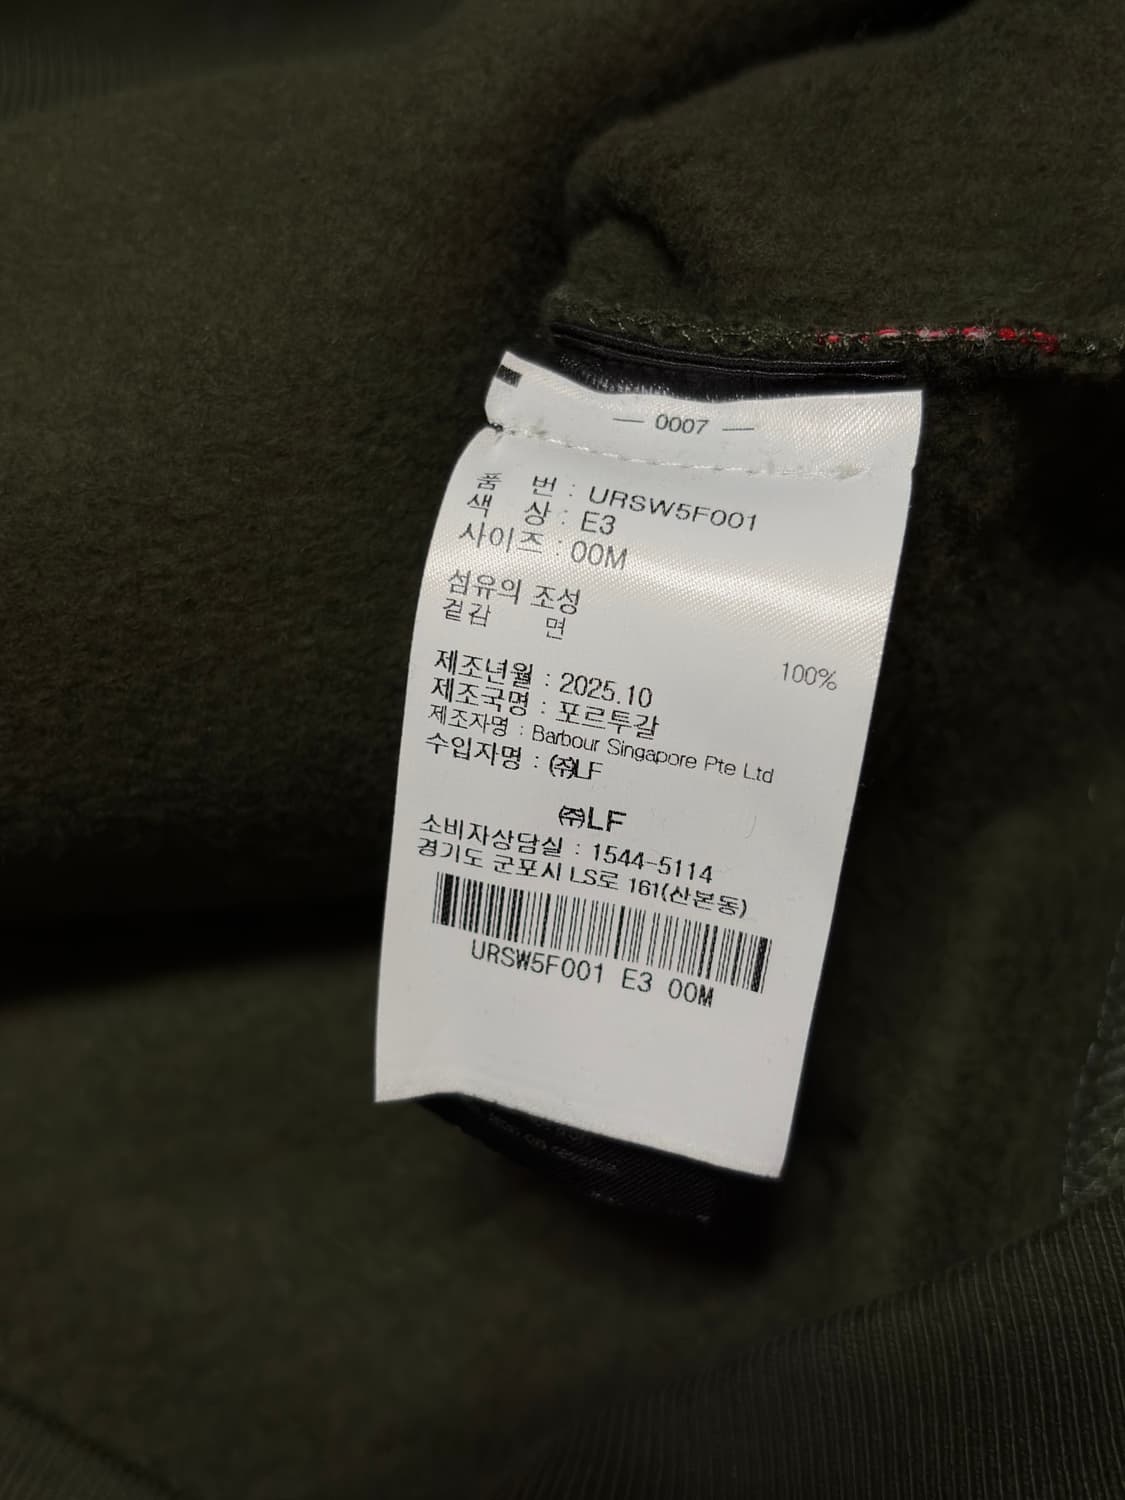 — 0007 —
품 번 : URSW5F001
색 상 : E3
사이즈 : 00M
섬유의 조성
겉감 면 100%
제조년월 : 2025.10
제조국명 : 포르투갈
제조자명 : Barbour Singapore Pte Ltd
수입자명 : ㈜LF
㈜LF
소비자상담실 : 1544-5114
경기도 군포시 LS로 161(산본동)
URSW5F001 E3 00M